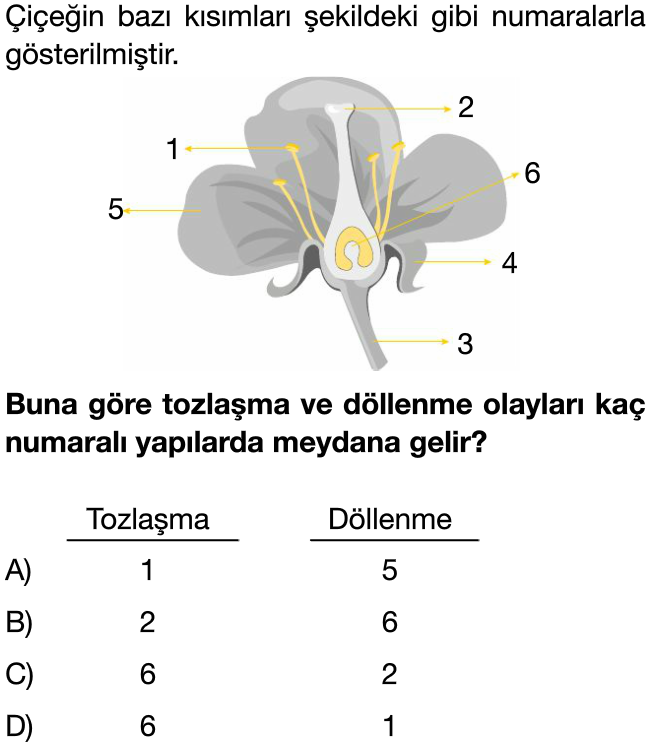 Çiçeğin bazı kısımları şekildeki gibi numaralarla
gösterilmiştir.
2
1
6
5
4
3
Buna göre tozlaşma ve döllenme olayları kaç
numaralı yapılarda meydana gelir?
Tozlaşma Döllenme
A) 1 5
B) 2 6
C) 6 2
D) 6 1